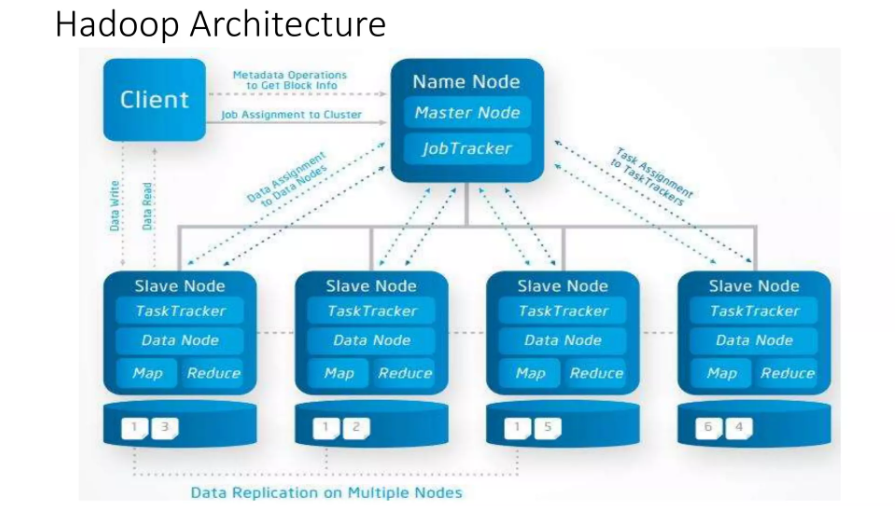 Hadoop Architecture
Client
Metadata Operations
to Get Block Info
Job Assignment to Cluster
Name Node
Master Node
JobTracker
Data Write
Data Read
Data Assignment
to Data Nodes
Task Assignment
to TaskTrackers
Slave Node
TaskTracker
Data Node
Map Reduce
1 3
Slave Node
TaskTracker
Data Node
Map Reduce
1 2
Slave Node
TaskTracker
Data Node
Map Reduce
1 5
Slave Node
TaskTracker
Data Node
Map Reduce
6 4
Data Replication on Multiple Nodes